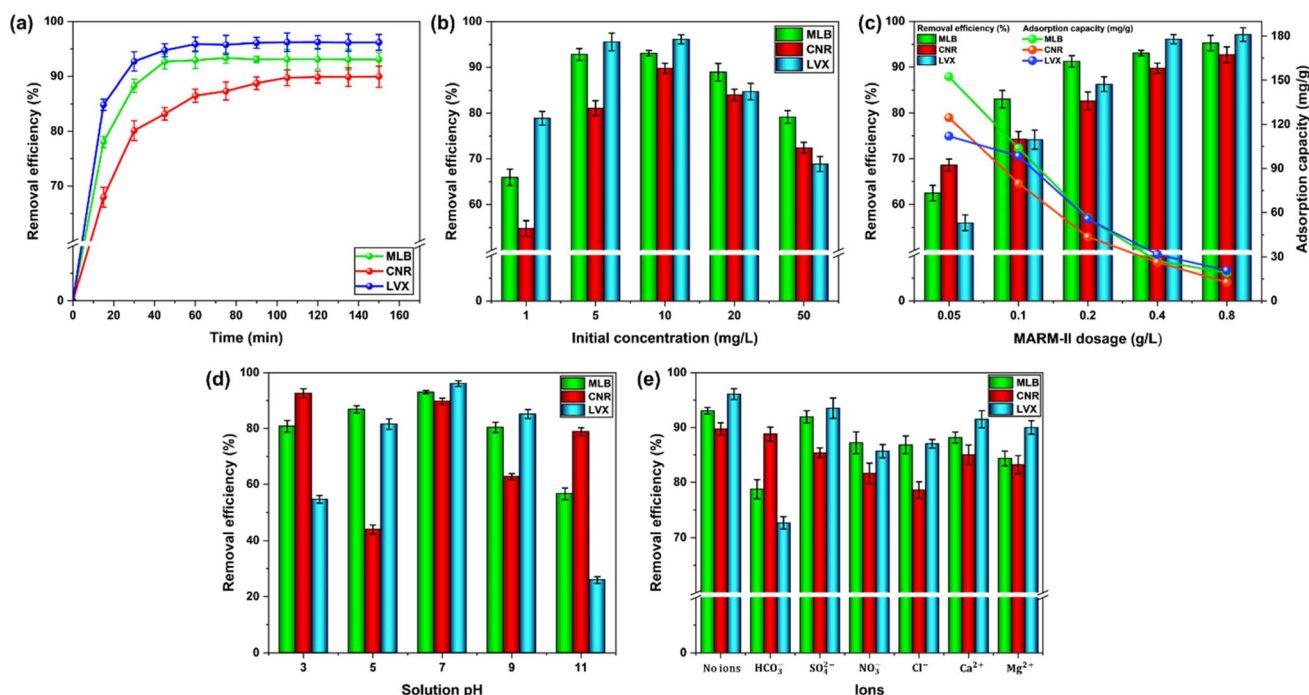 (a)
Removal efficiency (%)
100
90
80
70
0
0 20 40 60 80 100 120 140 160
Time (min)
MLB
CNR
LVX
(b)
Removal efficiency (%)
100
90
80
70
60
0
1 5 10 20 50
Initial concentration (mg/L)
MLB
CNR
LVX
(c)
Removal efficiency (%)
100
90
80
70
60
0
0.05 0.1 0.2 0.4 0.8
MARM-II dosage (g/L)
Removal efficiency (%)
MLB
CNR
LVX
Adsorption capacity (mg/g)
MLB
CNR
LVX
180
150
120
90
60
30
0
Adsorption capacity (mg/g)
(d)
Removal efficiency (%)
100
80
60
40
20
0
3 5 7 9 11
Solution pH
MLB
CNR
LVX
(e)
Removal efficiency (%)
100
90
80
70
0
No ions HCO₃⁻ SO₄²⁻ NO₃⁻ Cl⁻ Ca²⁺ Mg²⁺
Ions
MLB
CNR
LVX